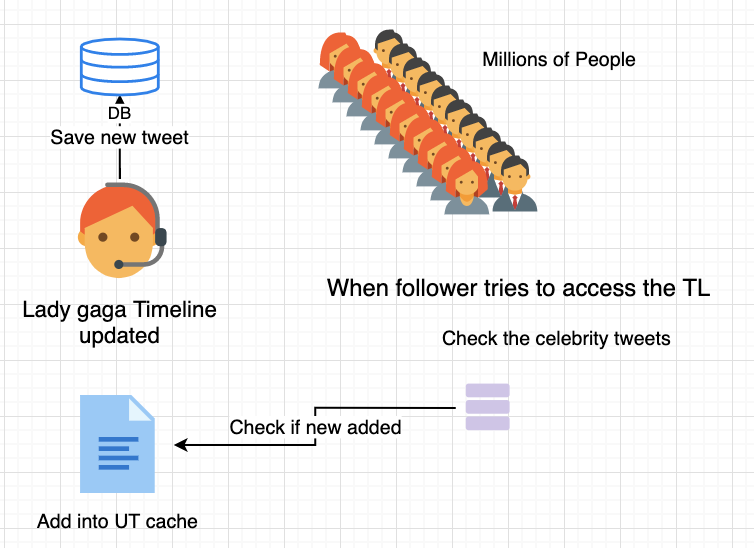 Millions of People
DB
Save new tweet
Lady gaga Timeline
updated
When follower tries to access the TL
Check the celebrity tweets
Check if new added
Add into UT cache